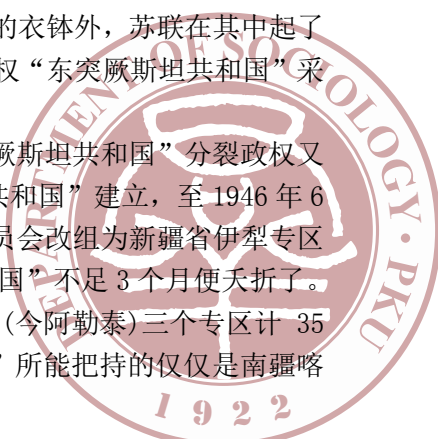 的衣钵外，苏联在其中起了
权“东突厥斯坦共和国”采
厥斯坦共和国”分裂政权又
共和国”建立，至 1946 年 6
员会改组为新疆省伊犁专区
国”不足 3 个月便夭折了。
(今阿勒泰)三个专区计 35
”所能把持的仅仅是南疆喀
DEPARTMENT OF SOCIOLOGY · PKU
1922